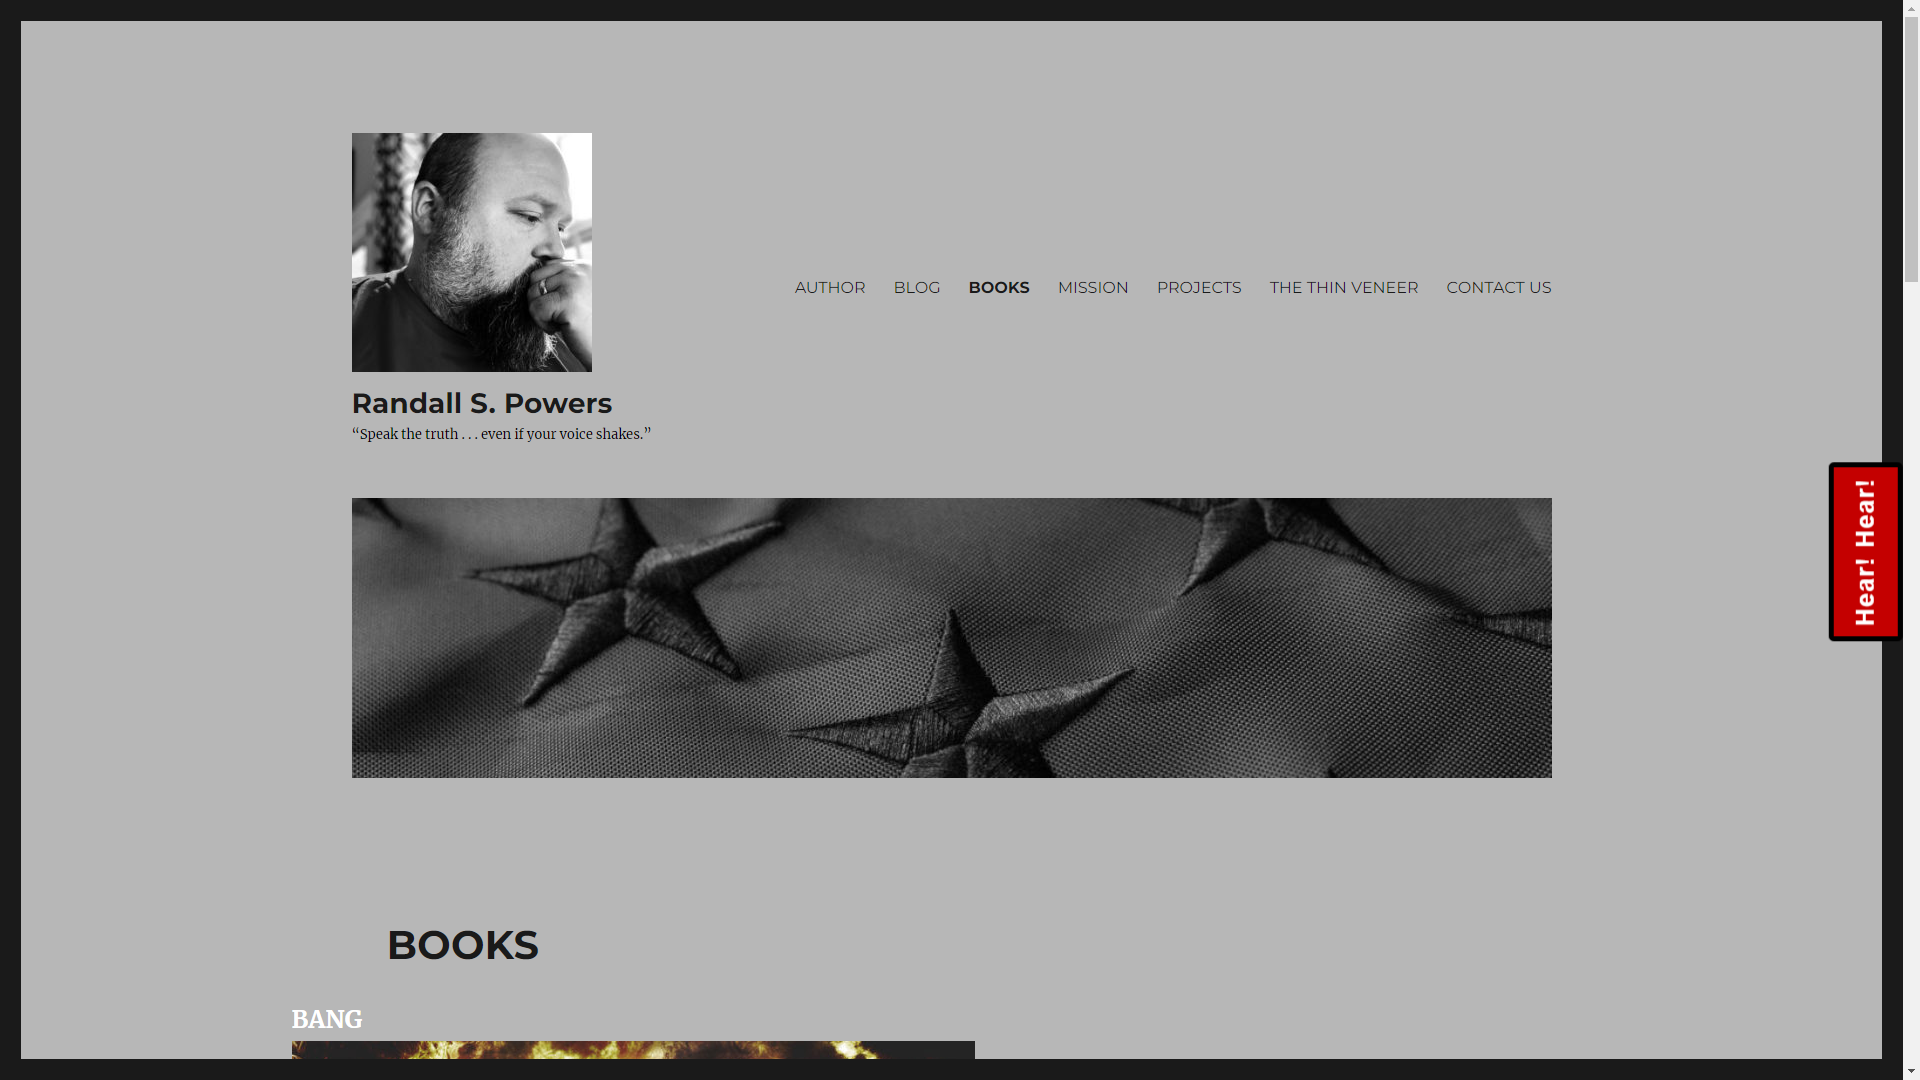 AUTHOR BLOG BOOKS MISSION PROJECTS THE THIN VENEER CONTACT US
Randall S. Powers
“Speak the truth . . . even if your voice shakes.”
Hear! Hear!
BOOKS
BANG